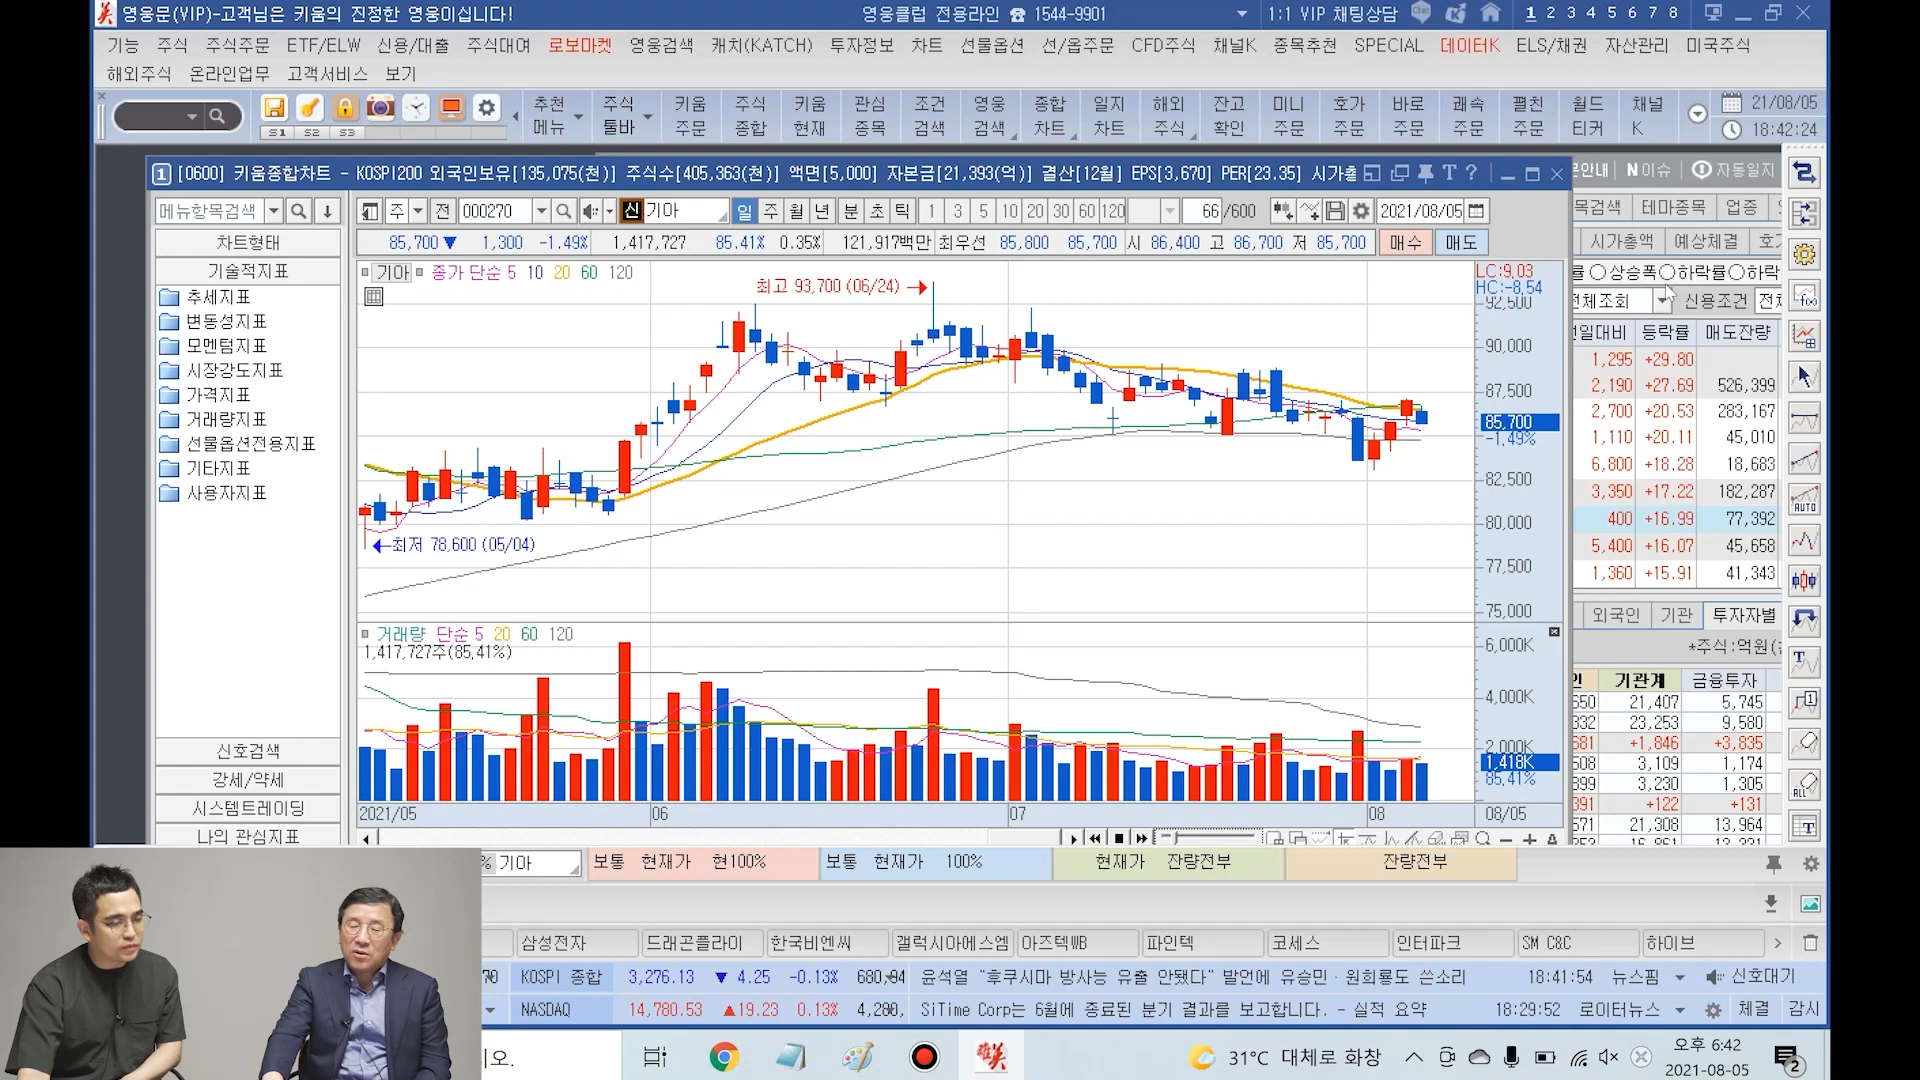 영웅문(VIP)-고객님은 키움의 진정한 영웅이십니다! 영웅클럽 전용라인 ☎ 1544-9901 1:1 VIP 채팅상담 1 2 3 4 5 6 7 8
기능 주식 주식주문 ETF/ELW 신용/대출 주식대여 로보마켓 영웅검색 캐치(KATCH) 투자정보 차트 선물옵션 선/옵주문 CFD주식 채널K 종목추천 SPECIAL 데이터K ELS/채권 자산관리 미국주식
해외주식 온라인업무 고객서비스 보기
추천 주식 키움 주식 키움 관심 조건 영웅 종합 일지 해외 잔고 미니 호가 바로 쾌속 펼친 월드 채널 21/08/05
S1 S2 S3 메뉴 툴바 주문 종합 현재 종목 검색 검색 차트 차트 주식 확인 주문 주문 주문 주문 주문 티커 K 18:42:24
1 [0600] 키움종합차트 - KOSPI200 외국인보유[135,075(천)] 주식수[405,363(천)] 액면[5,000] 자본금[21,393(억)] 결산[12월] EPS[3,670] PER[23.35]
N이슈 자동일지
메뉴항목검색 주 전 000270 신 기아 일 주 월 년 분 초 틱 1 3 5 10 20 30 60 120 66 /600 2021/08/05
목검색 테마종목 업종
차트형태 85,700 ▼ 1,300 -1.49% 1,417,727 85.41% 0.35% 121,917백만 최우선 85,800 85,700 시 86,400 고 86,700 저 85,700 매수 매도
시가총액 예상체결
기술적지표
추세지표
변동성지표
모멘텀지표
시장강도지표
가격지표
거래량지표
선물옵션전용지표
기타지표
사용자지표
신호검색
강세/약세
시스템트레이딩
나의 관심지표
기아 종가 단순 5 10 20 60 120
최고 93,700 (06/24)
최저 78,600 (05/04)
LC:9.03
HC:-8.54
92,500
90,000
87,500
85,700
-1.49%
82,500
80,000
77,500
75,000
거래량 단순 5 20 60 120
1,417,727주(85.41%)
6,000K
4,000K
2,000K
1,418K
85.41%
2021/05 06 07 08 08/05
상승폭 하락률 하락
전체조회 신용조건
전일대비 등락률 매도잔량
1,295 +29.80
2,190 +27.69 526,399
2,700 +20.53 283,167
1,110 +20.11 45,010
6,800 +18.28 18,683
3,350 +17.22 182,287
400 +16.99 77,392
5,400 +16.07 45,658
1,360 +15.91 41,343
외국인 기관 투자자별
*주식:억원
기관계 금융투자
21,407 5,745
23,253 9,580
+1,846 +3,835
3,109 1,174
3,230 1,305
+122 +131
21,308 13,964
% 기아 보통 현재가 현100% 보통 현재가 100% 현재가 잔량전부 잔량전부
삼성전자 드래곤플라이 한국비엔씨 갤럭시아에스엠 아즈텍WB 파인텍 코세스 인터파크 SM C&C 하이브
KOSPI 종합 3,276.13 ▼ 4.25 -0.13% 윤석열 "후쿠시마 방사능 유출 안됐다" 발언에 유승민·원희룡도 쓴소리 18:41:54 뉴스핌 신호대기
NASDAQ 14,780.53 ▲19.23 0.13% SiTime Corp는 6월에 종료된 분기 결과를 보고합니다. - 실적 요약 18:29:52 로이터뉴스 체결 감시
시오. 31℃ 대체로 화창 오후 6:42
2021-08-05 2